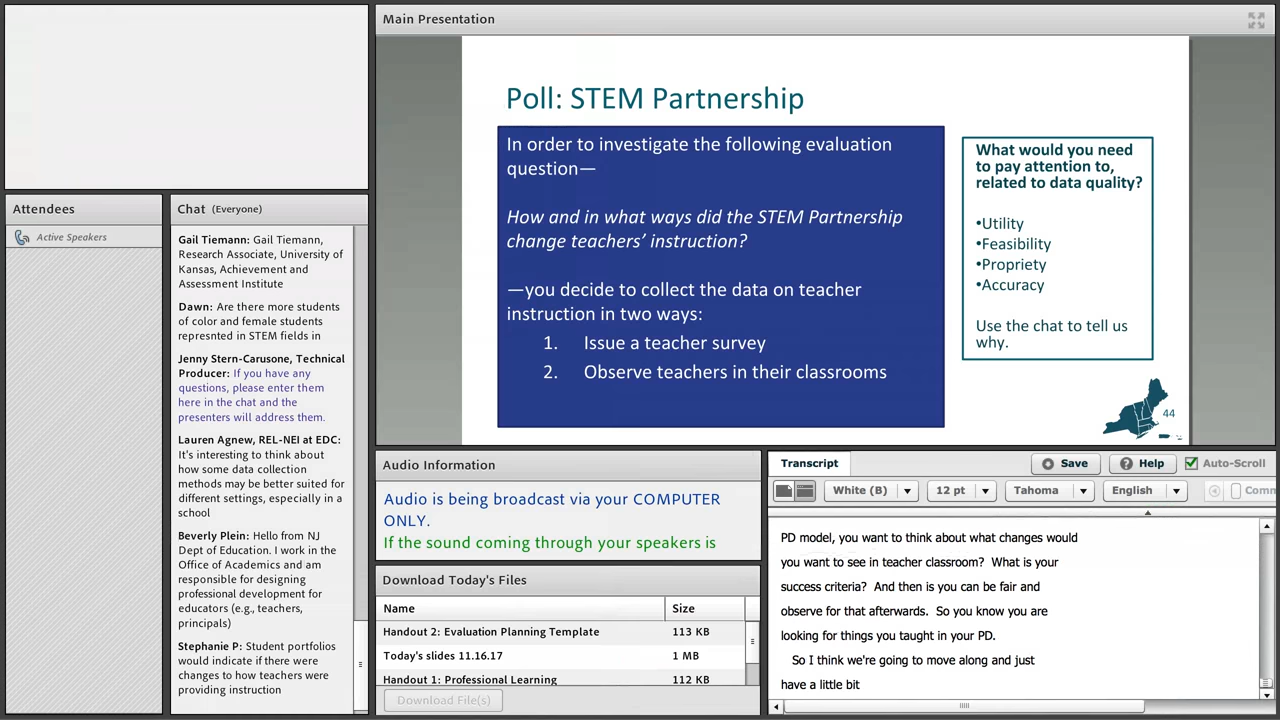 Attendees
Active Speakers
Chat (Everyone)
Gail Tiemann: Gail Tiemann,
Research Associate, University of
Kansas, Achievement and
Assessment Institute
Dawn: Are there more students
of color and female students
represnted in STEM fields in
Jenny Stern-Carusone, Technical
Producer: If you have any
questions, please enter them
here in the chat and the
presenters will address them.
Lauren Agnew, REL-NEI at EDC:
It's interesting to think about
how some data collection
methods may be better suited for
different settings, especially in a
school
Beverly Plein: Hello from NJ
Dept of Education. I work in the
Office of Academics and am
responsible for designing
professional development for
educators (e.g., teachers,
principals)
Stephanie P: Student portfolios
would indicate if there were
changes to how teachers were
providing instruction
Main Presentation
Poll: STEM Partnership
In order to investigate the following evaluation
question—
How and in what ways did the STEM Partnership
change teachers' instruction?
—you decide to collect the data on teacher
instruction in two ways:
1. Issue a teacher survey
2. Observe teachers in their classrooms
What would you need
to pay attention to,
related to data quality?
•Utility
•Feasibility
•Propriety
•Accuracy
Use the chat to tell us
why.
44
Audio Information
Audio is being broadcast via your COMPUTER
ONLY.
If the sound coming through your speakers is
Download Today's Files
Name Size
Handout 2: Evaluation Planning Template 113 KB
Today's slides 11.16.17 1 MB
Handout 1: Professional Learning 112 KB
Download File(s)
Transcript Save Help Auto-Scroll
White (B) 12 pt Tahoma English Comm
PD model, you want to think about what changes would
you want to see in teacher classroom? What is your
success criteria? And then is you can be fair and
observe for that afterwards. So you know you are
looking for things you taught in your PD.
So I think we're going to move along and just
have a little bit